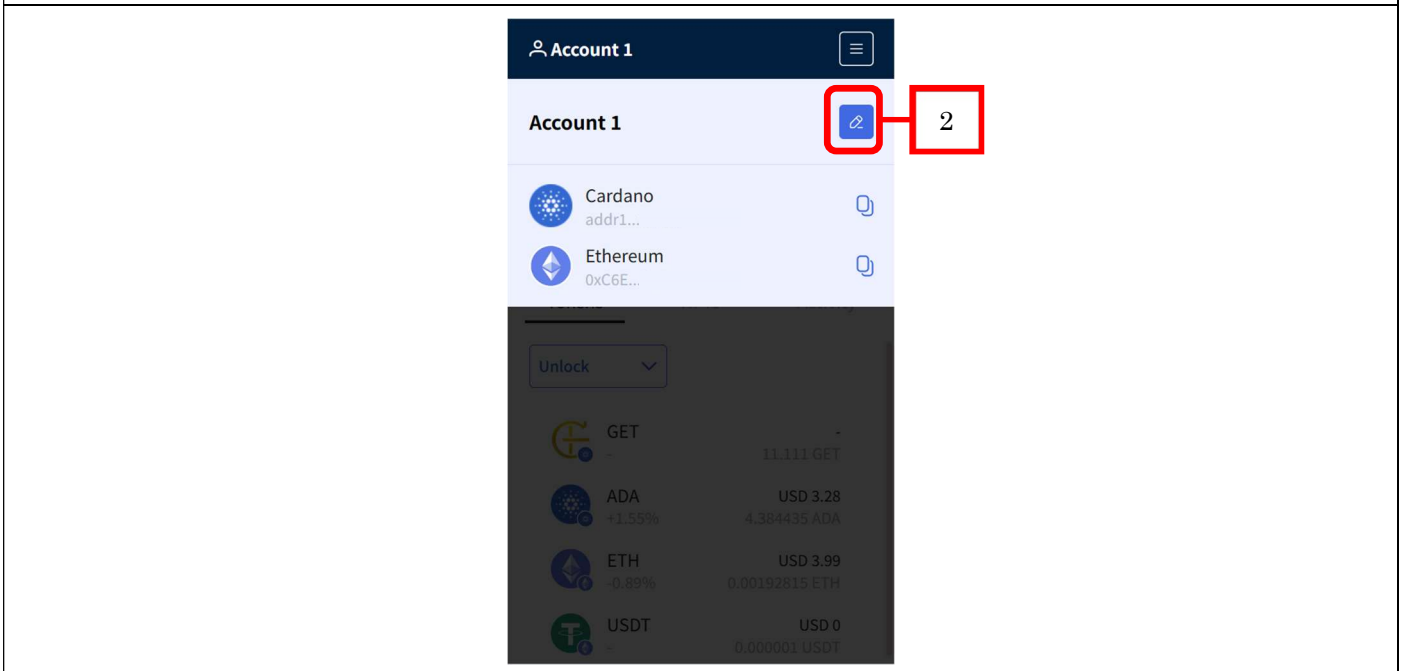 Account 1
Account 1
2
Cardano
addr1...
Ethereum
0xC6E...
Unlock
GET -
- 11.111 GET
ADA USD 3.28
+1.55% 4.384435 ADA
ETH USD 3.99
-0.89% 0.00192815 ETH
USDT USD 0
- 0.000001 USDT